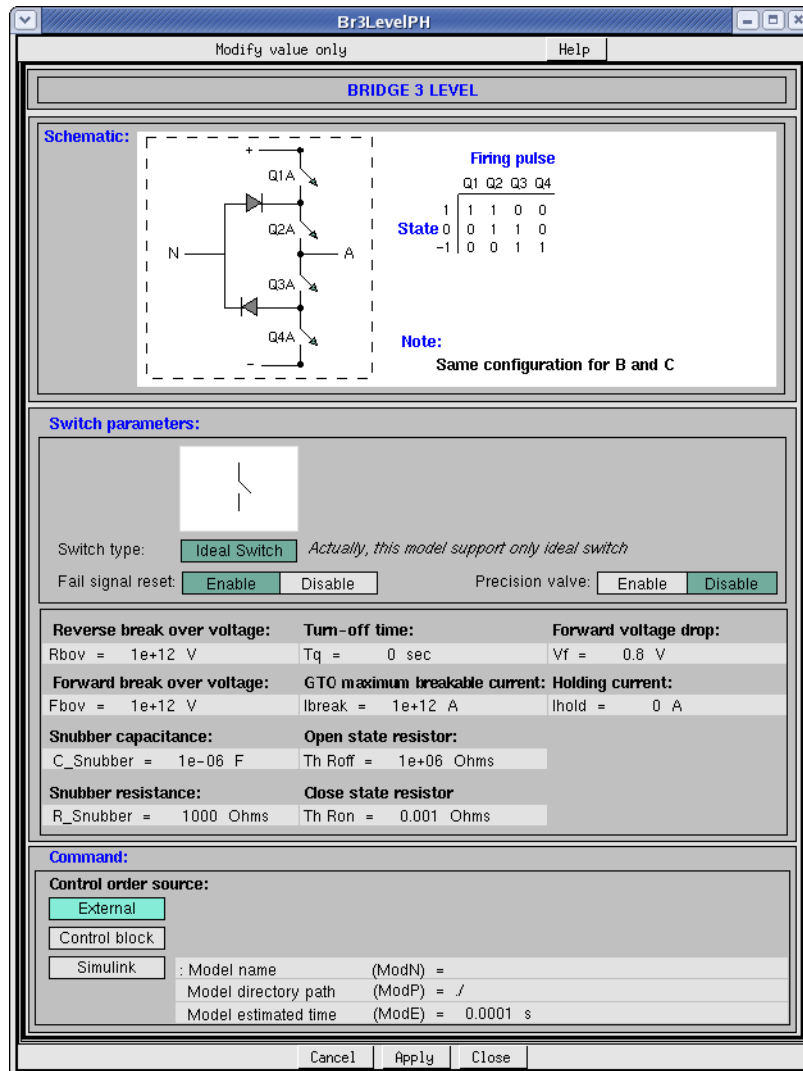 Br3LevelPH
Modify value only Help
BRIDGE 3 LEVEL
Schematic:
+
Q1A
Q2A
N A
Q3A
Q4A
-
Firing pulse
Q1 Q2 Q3 Q4
1 1 1 0 0
State 0 0 1 1 0
-1 0 0 1 1
Note:
Same configuration for B and C
Switch parameters:
Switch type: Ideal Switch Actually, this model support only ideal switch
Fail signal reset: Enable Disable Precision valve: Enable Disable
Reverse break over voltage: Turn-off time: Forward voltage drop:
Rbov = 1e+12 V Tq = 0 sec Vf = 0.8 V
Forward break over voltage: GTO maximum breakable current: Holding current:
Fbov = 1e+12 V Ibreak = 1e+12 A Ihold = 0 A
Snubber capacitance: Open state resistor:
C_Snubber = 1e-06 F Th Roff = 1e+06 Ohms
Snubber resistance: Close state resistor
R_Snubber = 1000 Ohms Th Ron = 0.001 Ohms
Command:
Control order source:
External
Control block
Simulink : Model name (ModN) =
Model directory path (ModP) = ./
Model estimated time (ModE) = 0.0001 s
Cancel Apply Close